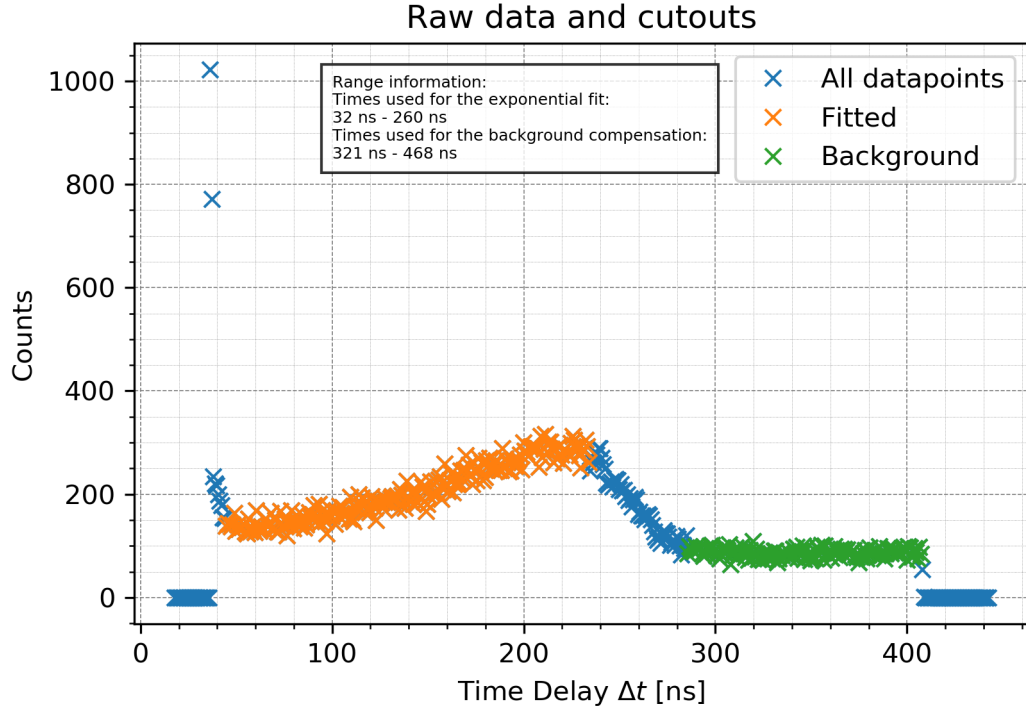 Raw data and cutouts
Range information:
Times used for the exponential fit:
32 ns - 260 ns
Times used for the background compensation:
321 ns - 468 ns
All datapoints
Fitted
Background
Counts
1000
800
600
400
200
0
0 100 200 300 400
Time Delay Δt [ns]